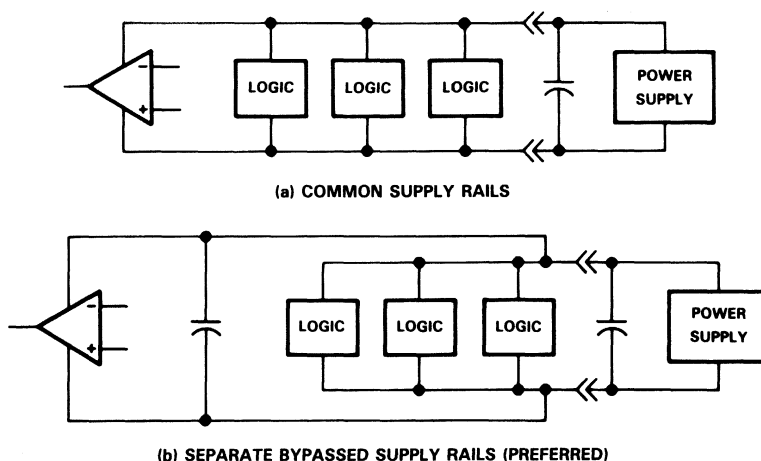 −
+
LOGIC
LOGIC
LOGIC
POWER
SUPPLY
(a) COMMON SUPPLY RAILS
−
+
LOGIC
LOGIC
LOGIC
POWER
SUPPLY
(b) SEPARATE BYPASSED SUPPLY RAILS (PREFERRED)